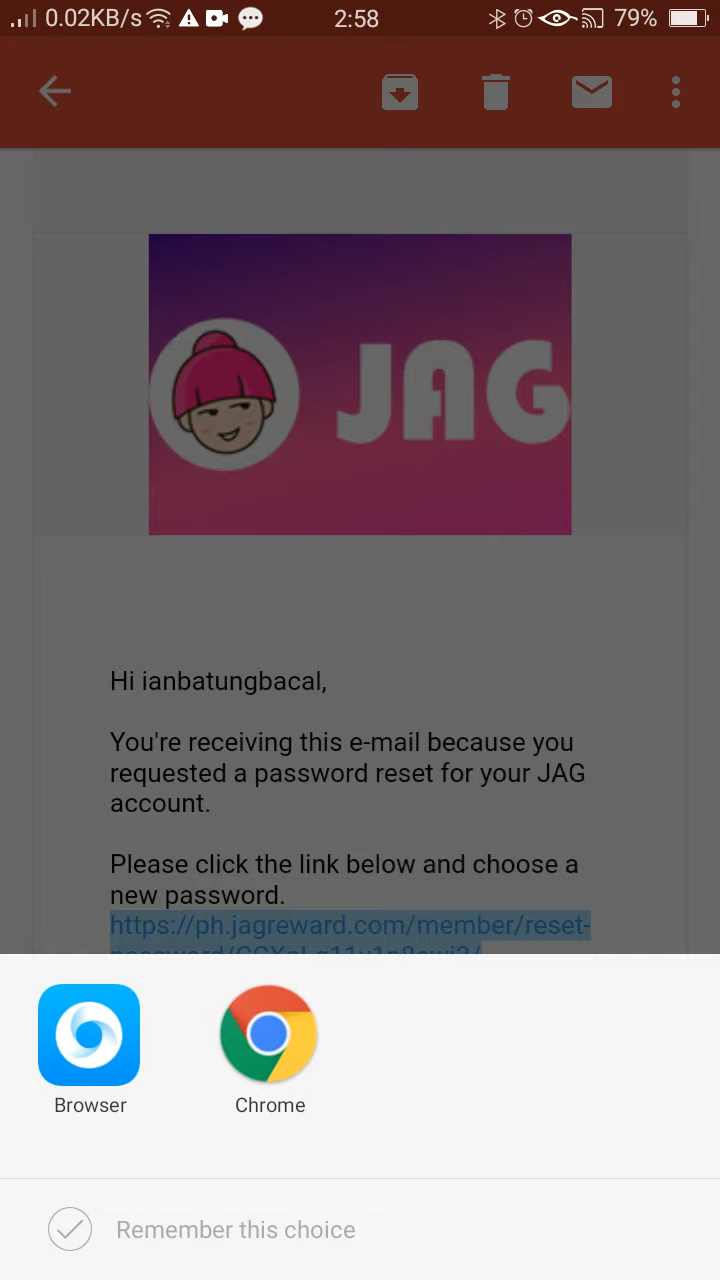 0.02KB/s 2:58 79%
JAG
Hi ianbatungbacal,
You're receiving this e-mail because you
requested a password reset for your JAG
account.
Please click the link below and choose a
new password.
https://ph.jagreward.com/member/reset-
Browser Chrome
Remember this choice